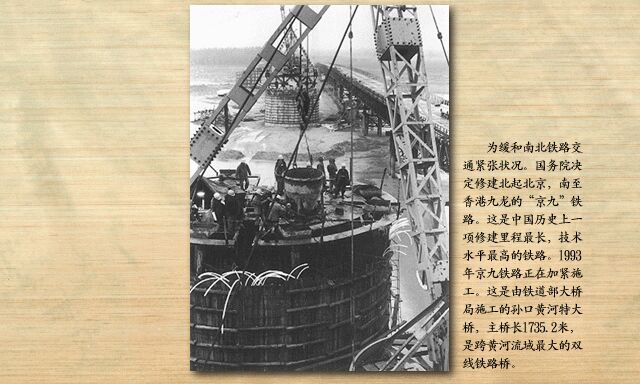 为缓和南北铁路交
通紧张状况。国务院决
定修建北起北京，南至
香港九龙的“京九”铁
路。这是中国历史上一
项修建里程最长，技术
水平最高的铁路。1993
年京九铁路正在加紧施
工。这是由铁道部大桥
局施工的孙口黄河特大
桥，主桥长1735.2米，
是跨黄河流域最大的双
线铁路桥。